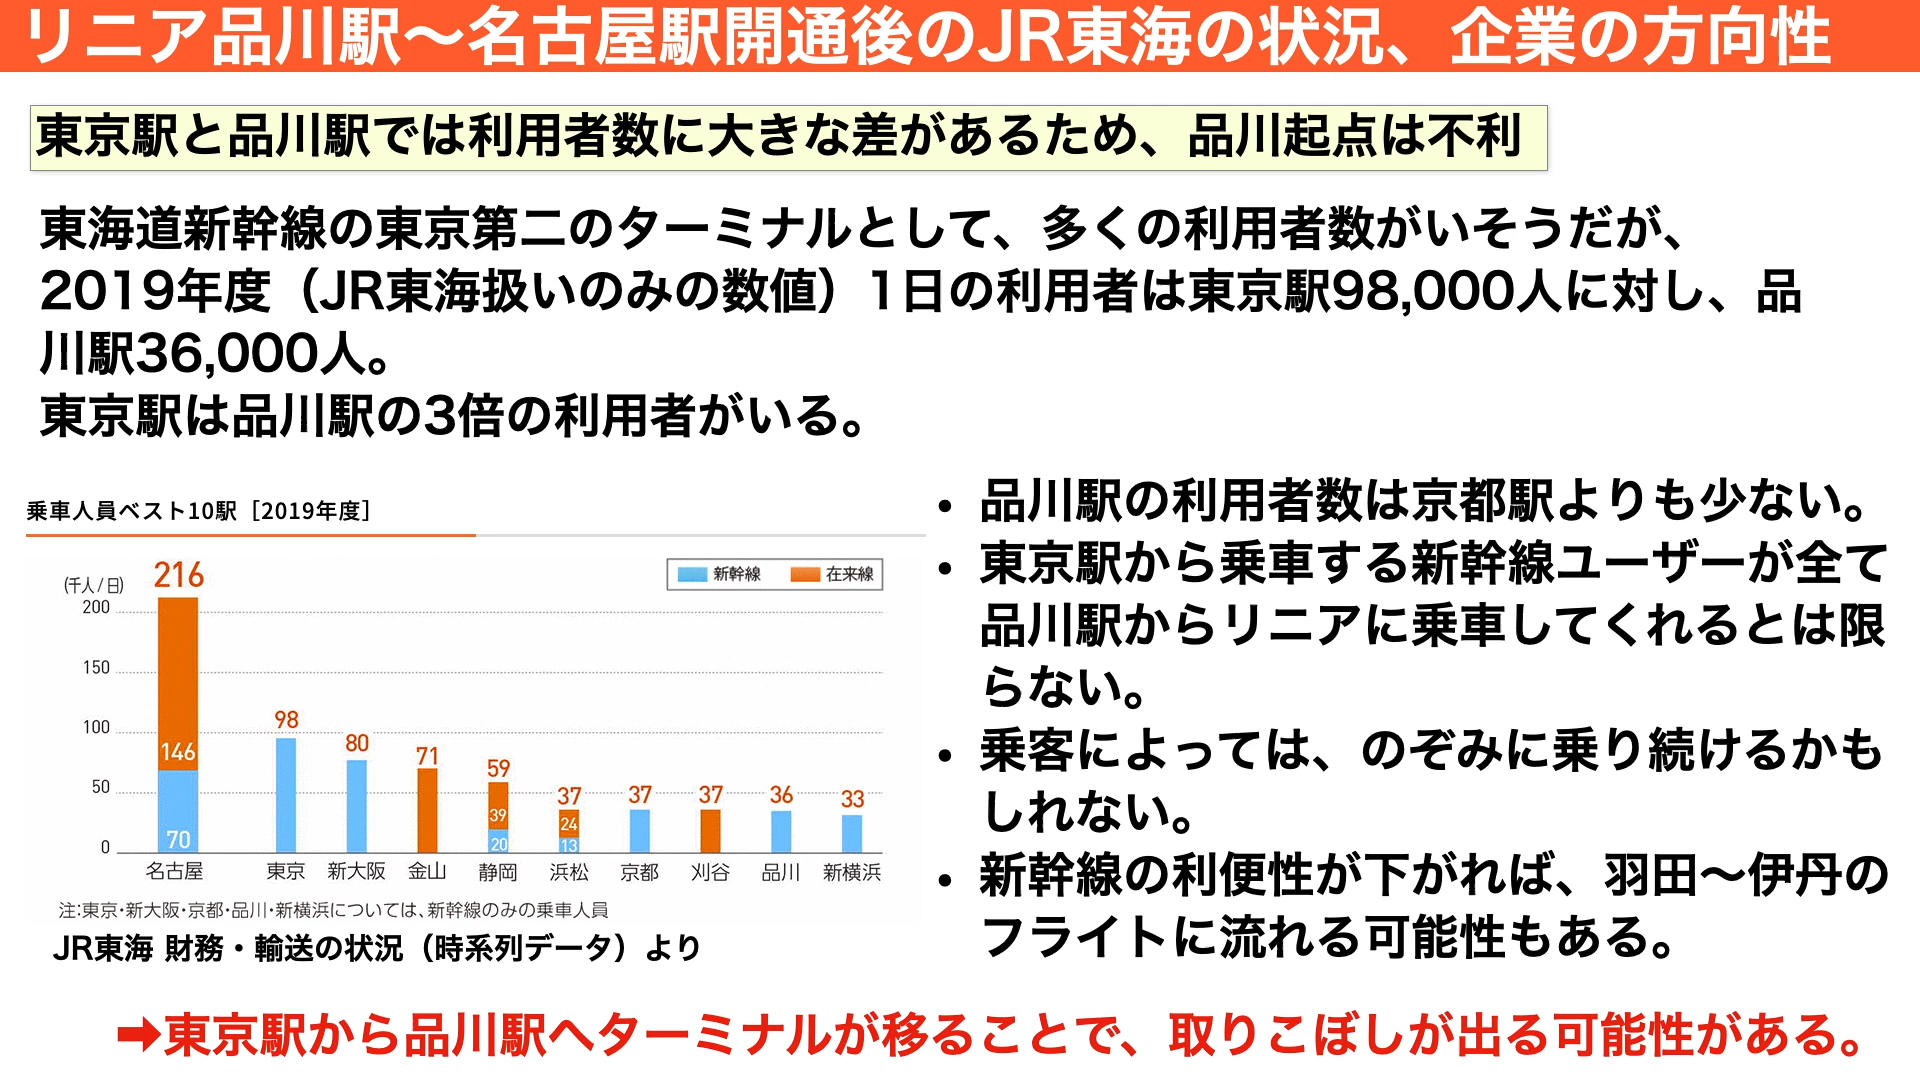 リニア品川駅〜名古屋駅開通後のJR東海の状況、企業の方向性
東京駅と品川駅では利用者数に大きな差があるため、品川起点は不利
東海道新幹線の東京第二のターミナルとして、多くの利用者数がいそうだが、
2019年度（JR東海扱いのみの数値）1日の利用者は東京駅98,000人に対し、品
川駅36,000人。
東京駅は品川駅の3倍の利用者がいる。
乗車人員ベスト10駅［2019年度］
(千人/日)
新幹線 在来線
200
150
100
50
0
216
146
70
98
80
71
59
39
20
37
24
13
37
37
36
33
名古屋 東京 新大阪 金山 静岡 浜松 京都 刈谷 品川 新横浜
注:東京・新大阪・京都・品川・新横浜については、新幹線のみの乗車人員
JR東海 財務・輸送の状況（時系列データ）より
• 品川駅の利用者数は京都駅よりも少ない。
• 東京駅から乗車する新幹線ユーザーが全て
品川駅からリニアに乗車してくれるとは限
らない。
• 乗客によっては、のぞみに乗り続けるかも
しれない。
• 新幹線の利便性が下がれば、羽田〜伊丹の
フライトに流れる可能性もある。
➡東京駅から品川駅へターミナルが移ることで、取りこぼしが出る可能性がある。